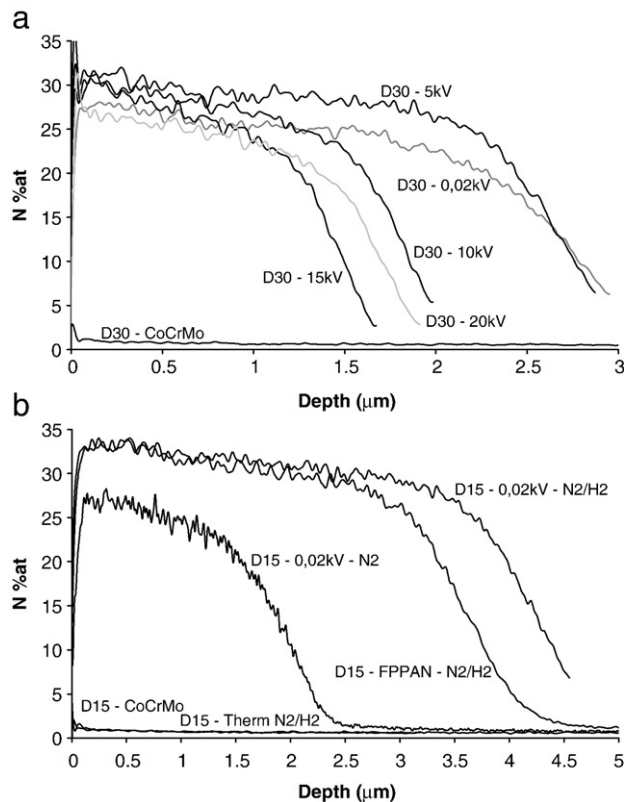 a
35
30
25
20
15
10
5
0
N %at
D30 - 5kV
D30 - 0,02kV
D30 - 10kV
D30 - 15kV
D30 - 20kV
D30 - CoCrMo
0 0.5 1 1.5 2 2.5 3
Depth (μm)
b
35
30
25
20
15
10
5
0
N %at
D15 - 0,02kV - N2/H2
D15 - 0,02kV - N2
D15 - FPPAN - N2/H2
D15 - CoCrMo
D15 - Therm N2/H2
0 0.5 1 1.5 2 2.5 3 3.5 4 4.5 5
Depth (μm)